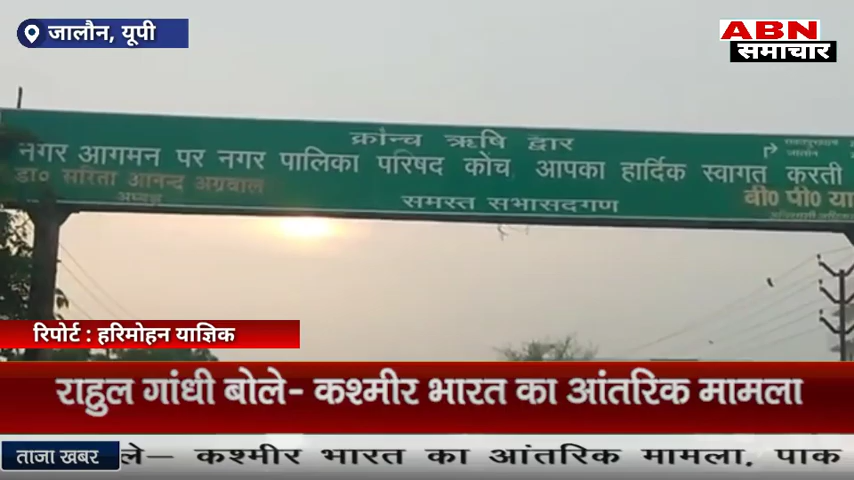 जालौन, यूपी
ABN
समाचार
क्रौन्च ऋषि द्वार
नगर आगमन पर नगर पालिका परिषद कोंच आपका हार्दिक स्वागत करती
डा० सरिता आनन्द अग्रवाल
अध्यक्ष
समस्त सभासदगण
बी० पी० या
जालौन
रिपोर्ट : हरिमोहन याज्ञिक
राहुल गांधी बोले- कश्मीर भारत का आंतरिक मामला
ताजा खबर
ले– कश्मीर भारत का आंतरिक मामला, पाक